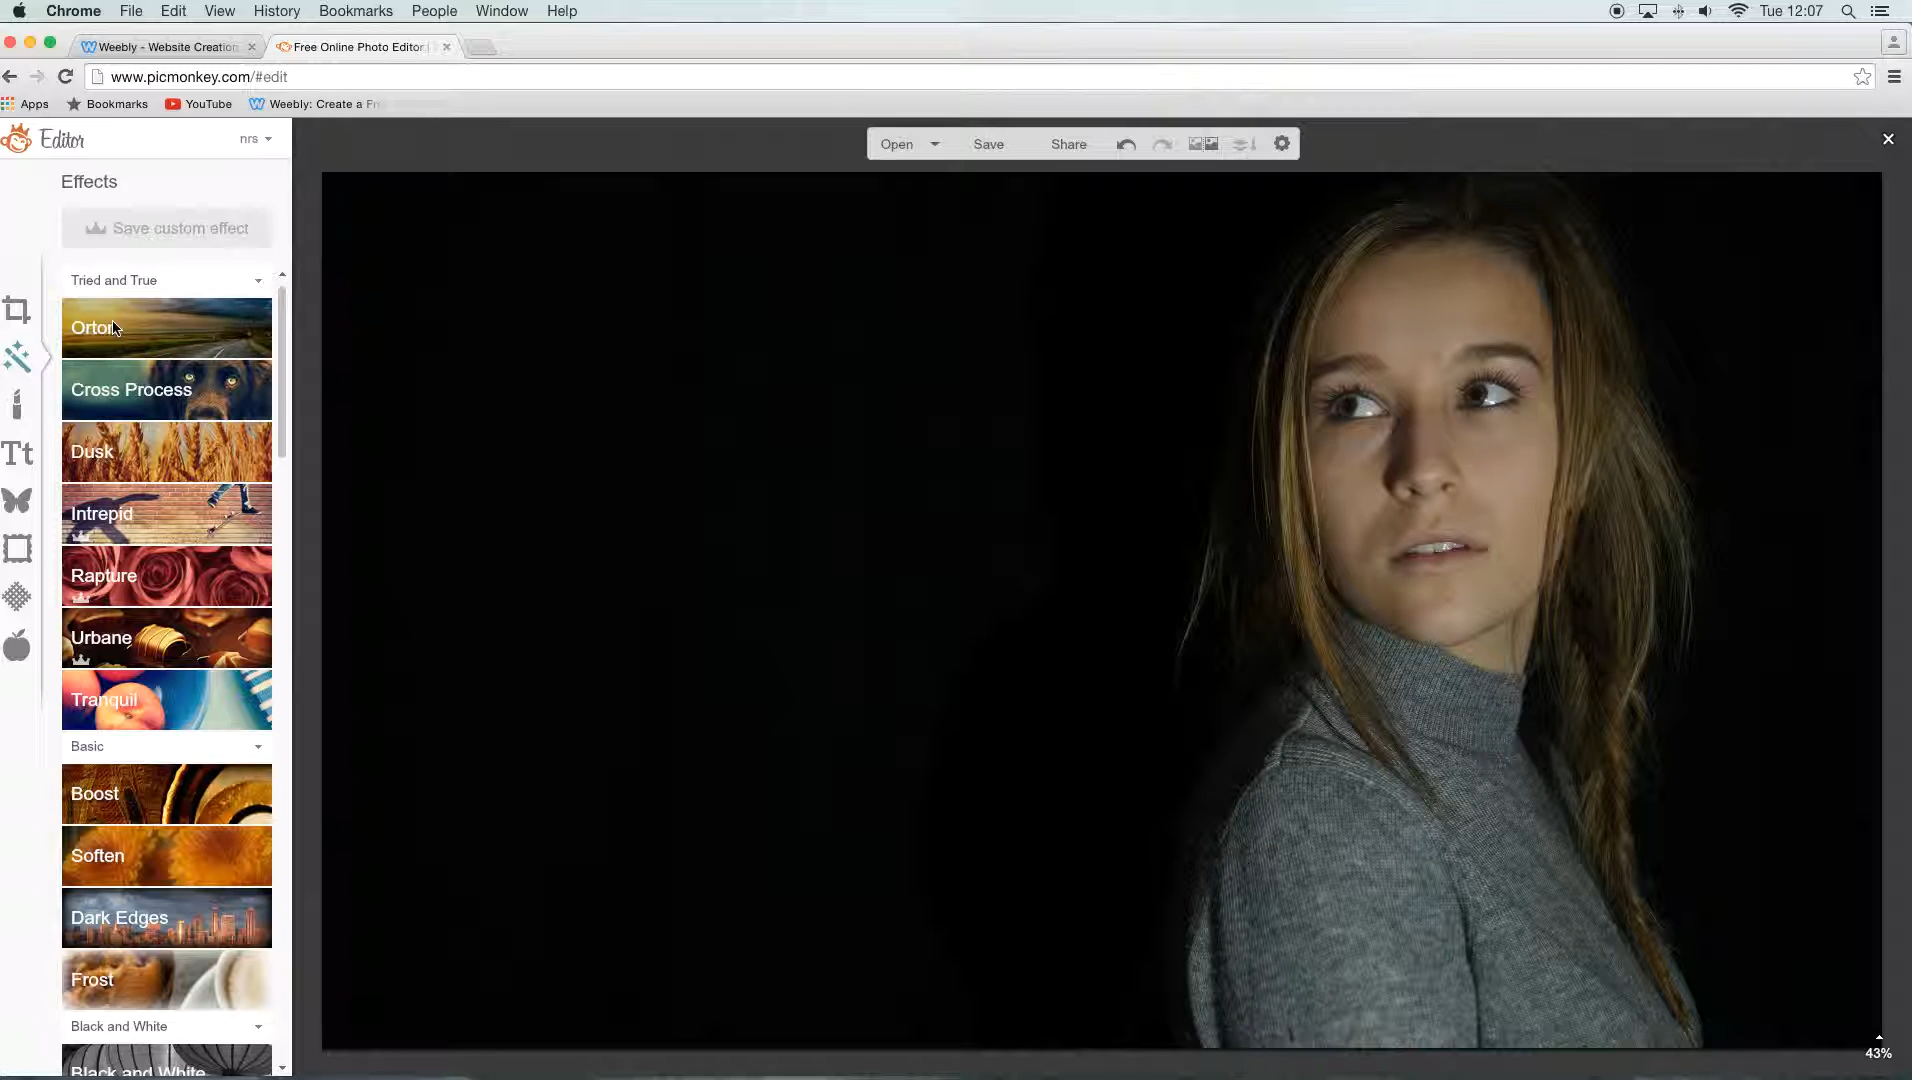 Chrome File Edit View History Bookmarks People Window Help Tue 12:07
Weebly - Website Creation Free Online Photo Editor
www.picmonkey.com/#edit
Apps Bookmarks YouTube Weebly: Create a Fr
Editor nrs
Open Save Share
Effects
Save custom effect
Tried and True
Orton
Cross Process
Dusk
Intrepid
Rapture
Urbane
Tranquil
Basic
Boost
Soften
Dark Edges
Frost
Black and White
Black and White
43%
Tt